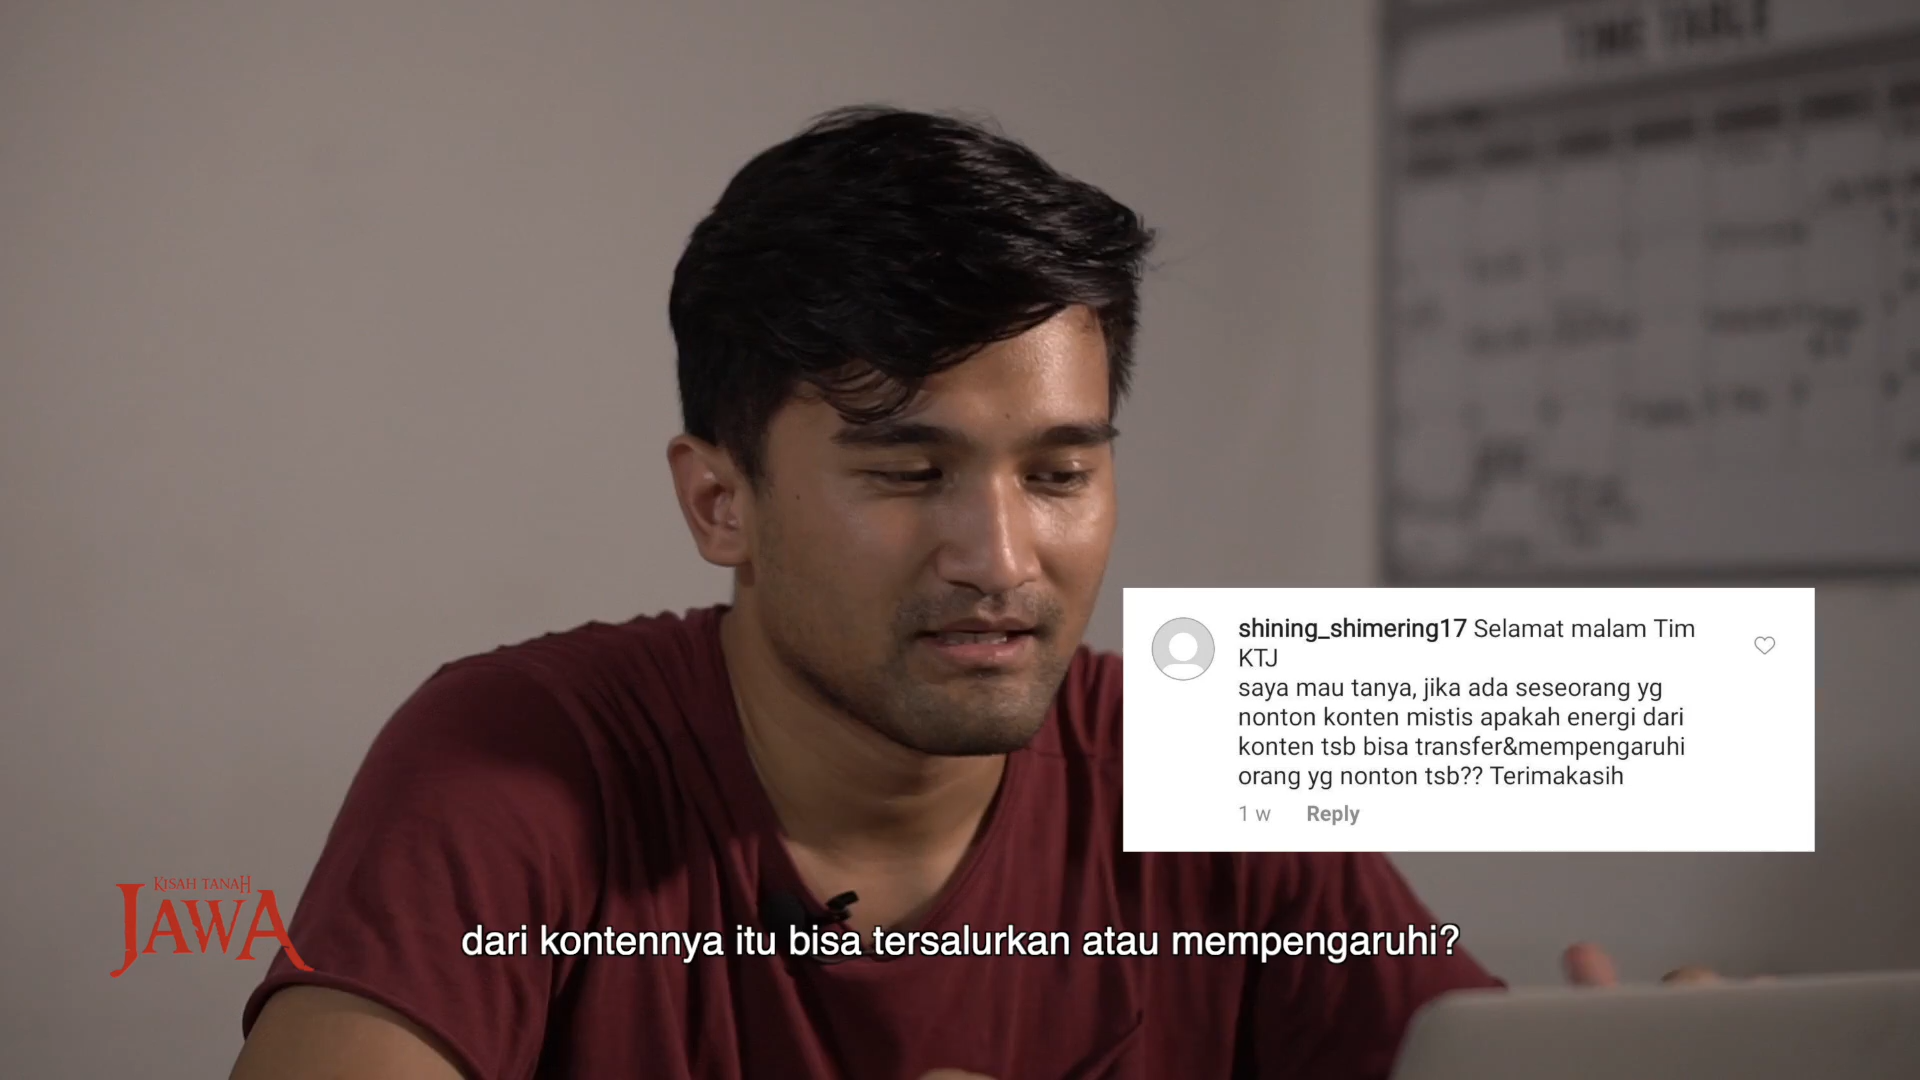 TIME TABLE
shining_shimering17 Selamat malam Tim
KTJ
saya mau tanya, jika ada seseorang yg
nonton konten mistis apakah energi dari
konten tsb bisa transfer&mempengaruhi
orang yg nonton tsb?? Terimakasih
1 w Reply
KISAH TANAH
JAWA
dari kontennya itu bisa tersalurkan atau mempengaruhi?